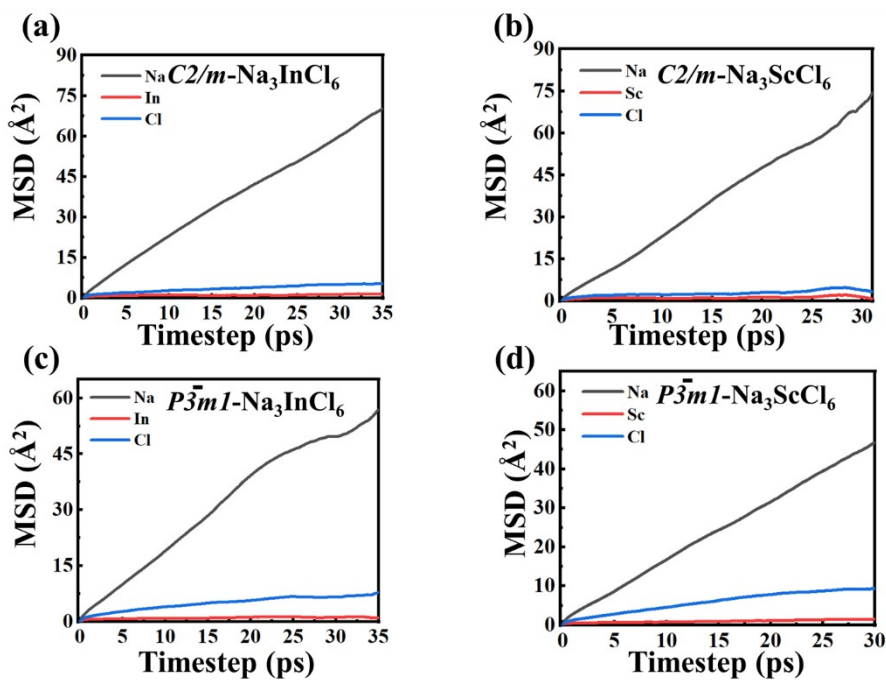 (a)
90
75
60
45
30
15
0
MSD (Å²)
Na C2/m-Na₃InCl₆
In
Cl
0 5 10 15 20 25 30 35
Timestep (ps)
(b)
90
75
60
45
30
15
0
MSD (Å²)
Na C2/m-Na₃ScCl₆
Sc
Cl
0 5 10 15 20 25 30
Timestep (ps)
(c)
60
45
30
15
0
MSD (Å²)
Na P3̄m1-Na₃InCl₆
In
Cl
0 5 10 15 20 25 30 35
Timestep (ps)
(d)
60
50
40
30
20
10
0
MSD (Å²)
Na P3̄m1-Na₃ScCl₆
Sc
Cl
0 5 10 15 20 25 30
Timestep (ps)